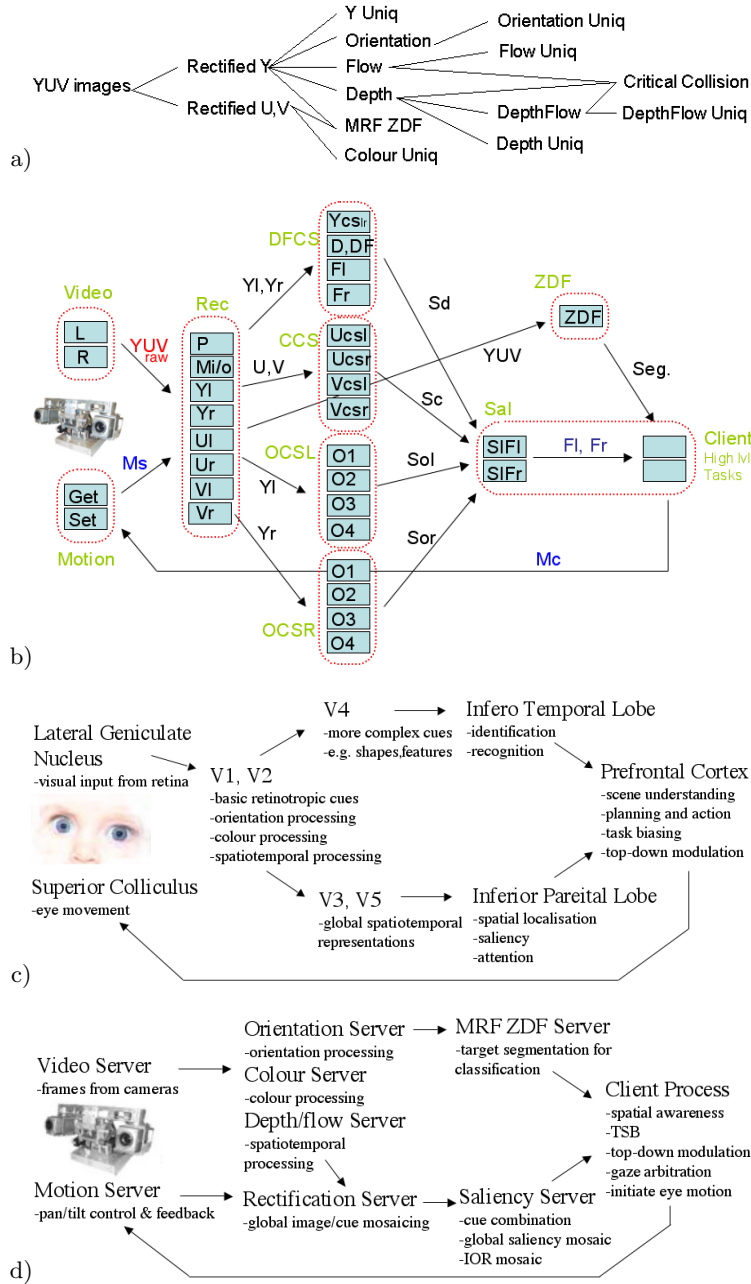 YUV images
Rectified Y
Rectified U,V
Y Uniq
Orientation
Flow
Depth
MRF ZDF
Colour Uniq
Orientation Uniq
Flow Uniq
Critical Collision
DepthFlow
DepthFlow Uniq
Depth Uniq
a)
Video
L
R
YUV
raw
Get
Set
Motion
Ms
Rec
P
Mi/o
Yl
Yr
Ul
Ur
Vl
Vr
Yl,Yr
U,V
Yl
Yr
DFCS
Ycslr
D,DF
Fl
Fr
CCS
Ucsl
Ucsr
Vcsl
Vcsr
OCSL
O1
O2
O3
O4
OCSR
O1
O2
O3
O4
Sd
YUV
Sc
Sol
Sor
ZDF
ZDF
Seg.
Sal
SIFl
SIFr
Fl, Fr
Client
High lvl
Tasks
Mc
b)
Lateral Geniculate
Nucleus
-visual input from retina
Superior Colliculus
-eye movement
V1, V2
-basic retinotropic cues
-orientation processing
-colour processing
-spatiotemporal processing
V4
-more complex cues
-e.g. shapes,features
V3, V5
-global spatiotemporal
representations
Infero Temporal Lobe
-identification
-recognition
Inferior Pareital Lobe
-spatial localisation
-saliency
-attention
Prefrontal Cortex
-scene understanding
-planning and action
-task biasing
-top-down modulation
c)
Video Server
-frames from cameras
Motion Server
-pan/tilt control & feedback
Orientation Server
-orientation processing
Colour Server
-colour processing
Depth/flow Server
-spatiotemporal
processing
Rectification Server
-global image/cue mosaicing
MRF ZDF Server
-target segmentation for
classification
Saliency Server
-cue combination
-global saliency mosaic
-IOR mosaic
Client Process
-spatial awareness
-TSB
-top-down modulation
-gaze arbitration
-initiate eye motion
d)